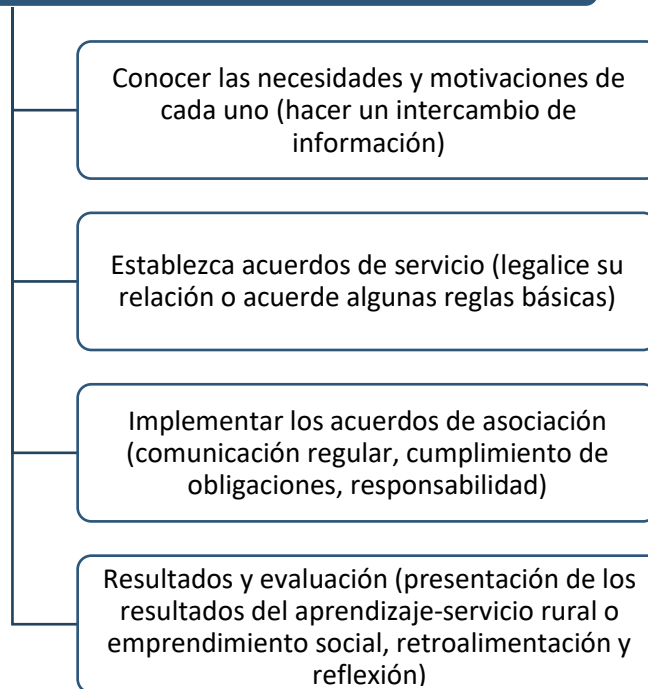 Conocer las necesidades y motivaciones de
cada uno (hacer un intercambio de
información)
Establezca acuerdos de servicio (legalice su
relación o acuerde algunas reglas básicas)
Implementar los acuerdos de asociación
(comunicación regular, cumplimiento de
obligaciones, responsabilidad)
Resultados y evaluación (presentación de los
resultados del aprendizaje-servicio rural o
emprendimiento social, retroalimentación y
reflexión)